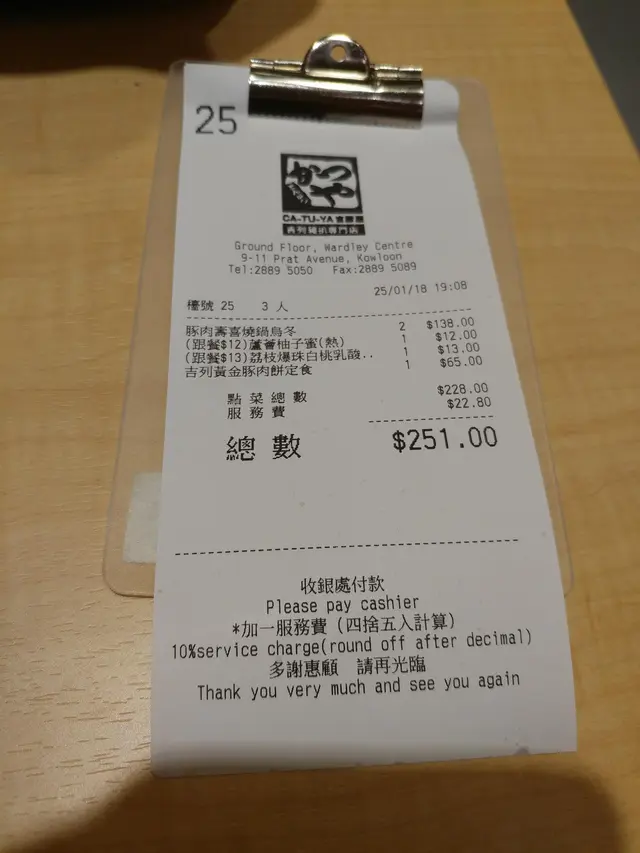 25
かつや
CA-TU-YA 吉豚屋
吉列豬扒專門店
Ground Floor, Wardley Centre
9-11 Prat Avenue, Kowloon
Tel:2889 5050 Fax:2889 5089
25/01/18 19:08
檯號 25 3 人
豚肉壽喜燒鍋烏冬 2 $138.00
(跟餐$12)蘆薈柚子蜜(熱) 1 $12.00
(跟餐$13)荔枝爆珠白桃乳酸.. 1 $13.00
吉列黃金豚肉餅定食 1 $65.00
點菜總數 $228.00
服務費 $22.80
總數 $251.00
收銀處付款
Please pay cashier
*加一服務費 (四捨五入計算)
10%service charge(round off after decimal)
多謝惠顧 請再光臨
Thank you very much and see you again